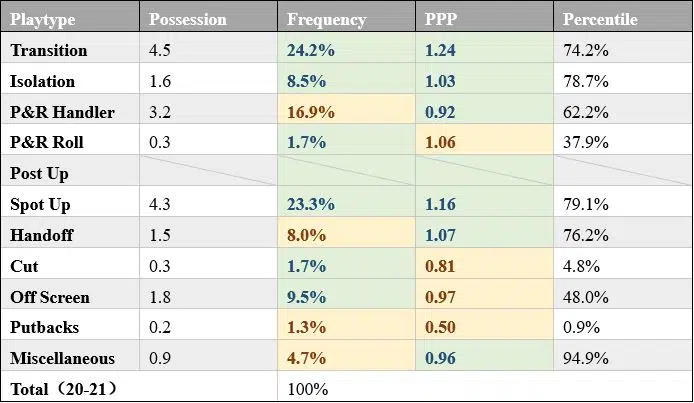 Playtype Possession Frequency PPP Percentile
Transition 4.5 24.2% 1.24 74.2%
Isolation 1.6 8.5% 1.03 78.7%
P&R Handler 3.2 16.9% 0.92 62.2%
P&R Roll 0.3 1.7% 1.06 37.9%
Post Up
Spot Up 4.3 23.3% 1.16 79.1%
Handoff 1.5 8.0% 1.07 76.2%
Cut 0.3 1.7% 0.81 4.8%
Off Screen 1.8 9.5% 0.97 48.0%
Putbacks 0.2 1.3% 0.50 0.9%
Miscellaneous 0.9 4.7% 0.96 94.9%
Total（20-21） 100%